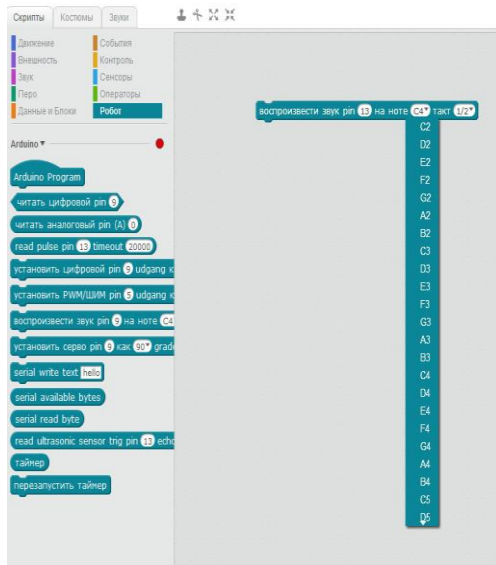 Скрипты Костюмы Звуки
Движение События
Внешность Контроль
Звук Сенсоры
Перо Операторы
Данные и Блоки Робот
Arduino
Arduino Program
читать цифровой pin 9
читать аналоговый pin (A) 0
read pulse pin 13 timeout 20000
установить цифровой pin 9 udgang к
установить PWM/ШИМ pin 5 udgang к
воспроизвести звук pin 9 на ноте C4
установить серво pin 9 как 90° grade
serial write text hello
serial available bytes
serial read byte
read ultrasonic sensor trig pin 13 echo
таймер
перезапустить таймер
воспроизвести звук pin 13 на ноте C4 такт 1/2
C2
D2
E2
F2
G2
A2
B2
C3
D3
E3
F3
G3
A3
B3
C4
D4
E4
F4
G4
A4
B4
C5
D5